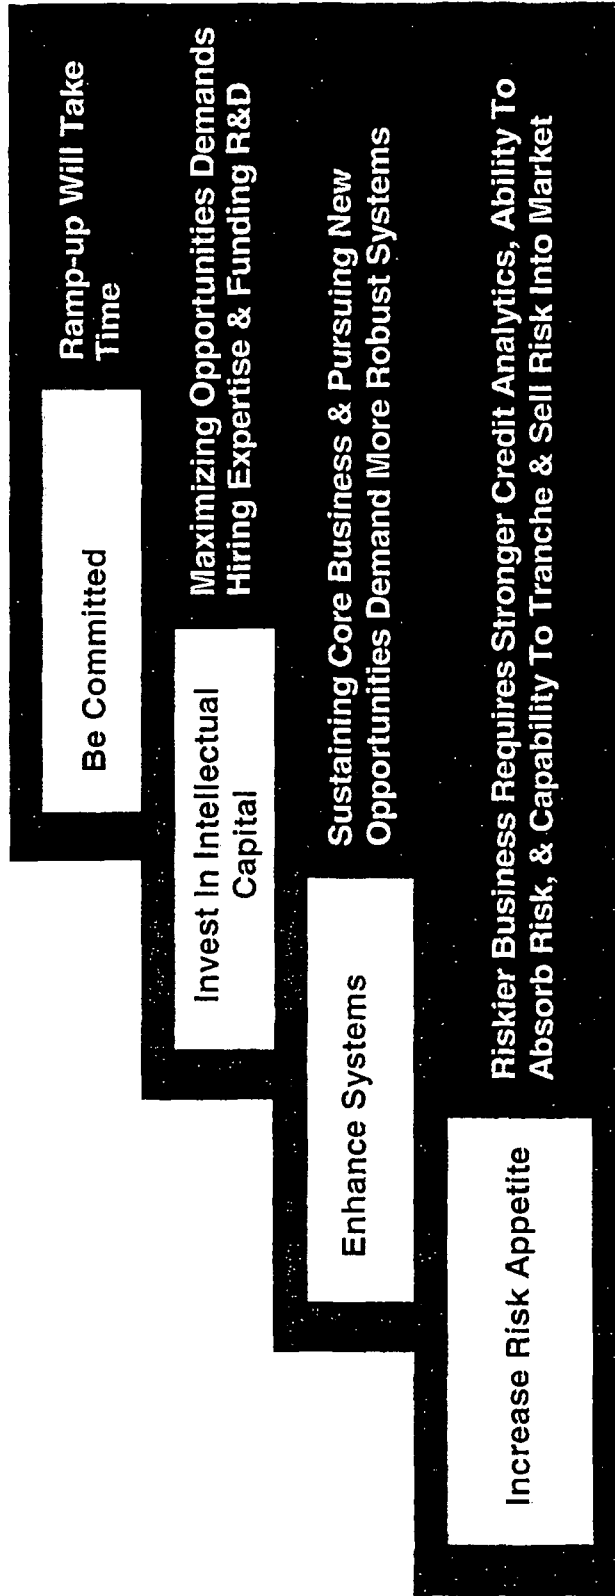 Be Committed
Ramp-up Will Take
Time
Invest In Intellectual
Capital
Maximizing Opportunities Demands
Hiring Expertise & Funding R&D
Enhance Systems
Sustaining Core Business & Pursuing New
Opportunities Demand More Robust Systems
Increase Risk Appetite
Riskier Business Requires Stronger Credit Analytics, Ability To
Absorb Risk, & Capability To Tranche & Sell Risk Into Market